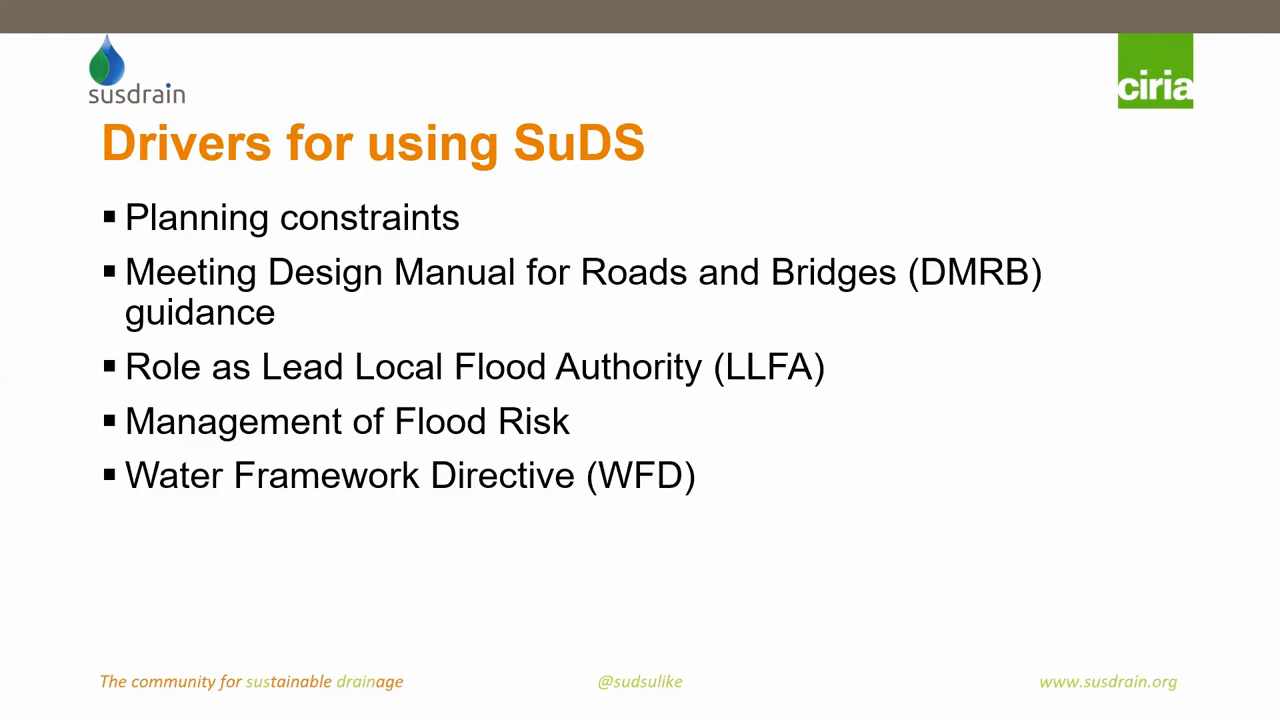 susdrain
ciria
Drivers for using SuDS
Planning constraints
Meeting Design Manual for Roads and Bridges (DMRB)
guidance
Role as Lead Local Flood Authority (LLFA)
Management of Flood Risk
Water Framework Directive (WFD)
The community for sustainable drainage
@sudsulike
www.susdrain.org